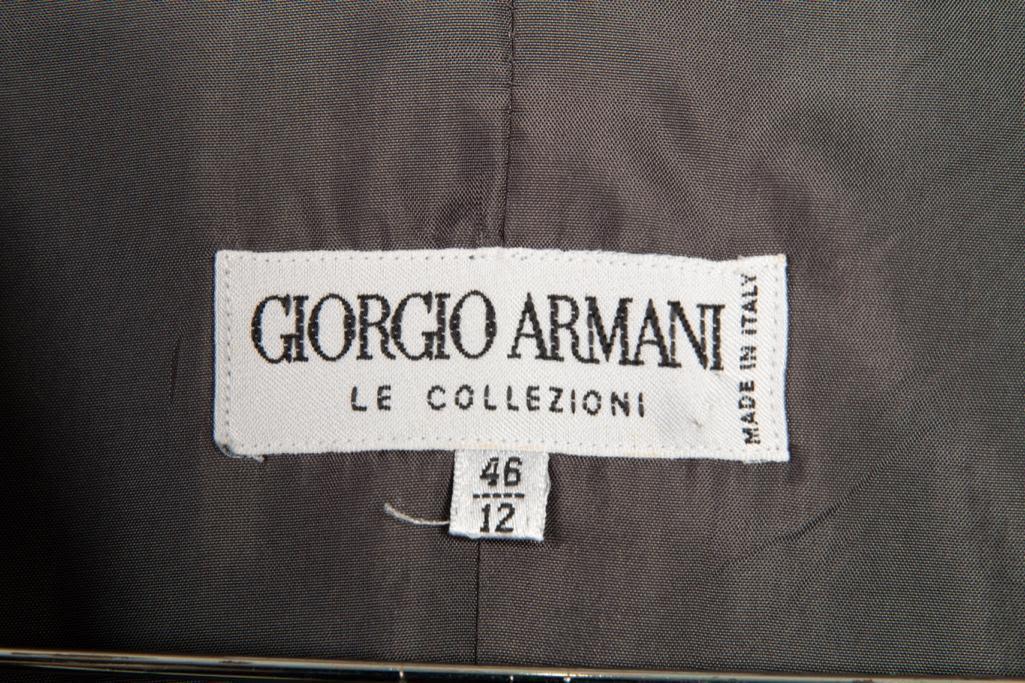 GIORGIO ARMANI
LE COLLEZIONI
MADE IN ITALY
46
12